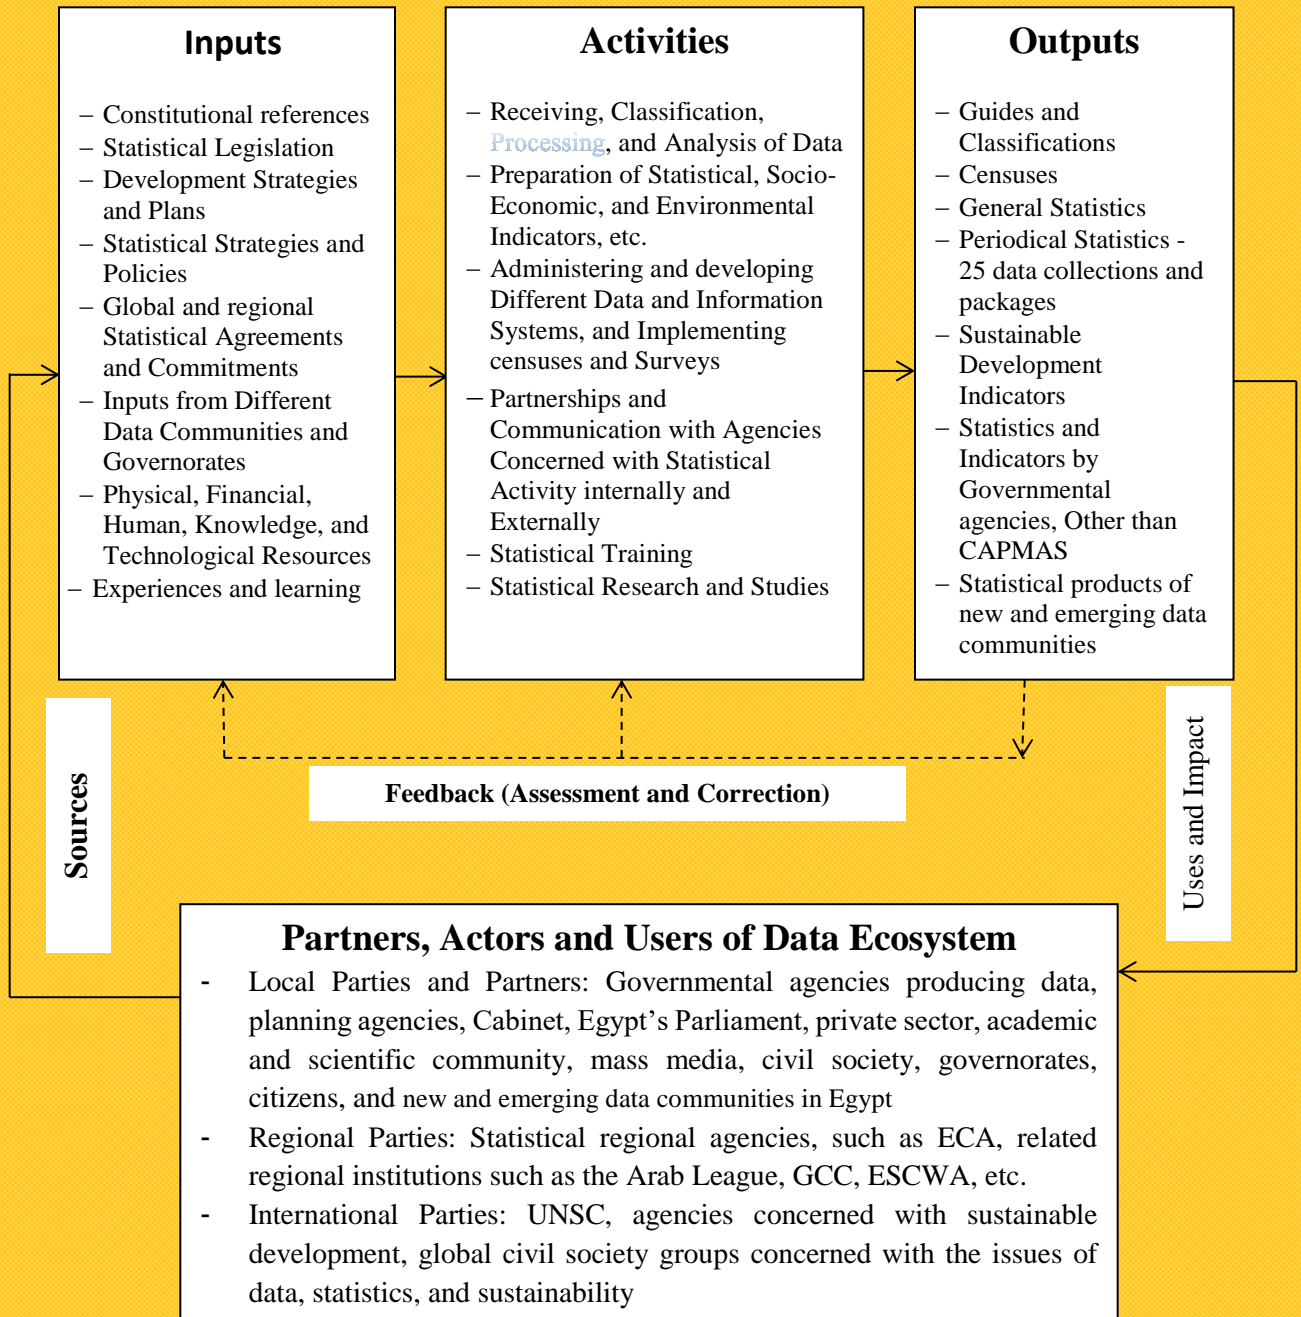 Inputs
– Constitutional references
– Statistical Legislation
– Development Strategies
and Plans
– Statistical Strategies and
Policies
– Global and regional
Statistical Agreements
and Commitments
– Inputs from Different
Data Communities and
Governorates
– Physical, Financial,
Human, Knowledge, and
Technological Resources
– Experiences and learning
Activities
– Receiving, Classification,
Processing, and Analysis of Data
– Preparation of Statistical, Socio-
Economic, and Environmental
Indicators, etc.
– Administering and developing
Different Data and Information
Systems, and Implementing
censuses and Surveys
– Partnerships and
Communication with Agencies
Concerned with Statistical
Activity internally and
Externally
– Statistical Training
– Statistical Research and Studies
Outputs
– Guides and
Classifications
– Censuses
– General Statistics
– Periodical Statistics -
25 data collections and
packages
– Sustainable
Development
Indicators
– Statistics and
Indicators by
Governmental
agencies, Other than
CAPMAS
– Statistical products of
new and emerging data
communities
Sources
Feedback (Assessment and Correction)
Uses and Impact
Partners, Actors and Users of Data Ecosystem
- Local Parties and Partners: Governmental agencies producing data,
planning agencies, Cabinet, Egypt’s Parliament, private sector, academic
and scientific community, mass media, civil society, governorates,
citizens, and new and emerging data communities in Egypt
- Regional Parties: Statistical regional agencies, such as ECA, related
regional institutions such as the Arab League, GCC, ESCWA, etc.
- International Parties: UNSC, agencies concerned with sustainable
development, global civil society groups concerned with the issues of
data, statistics, and sustainability